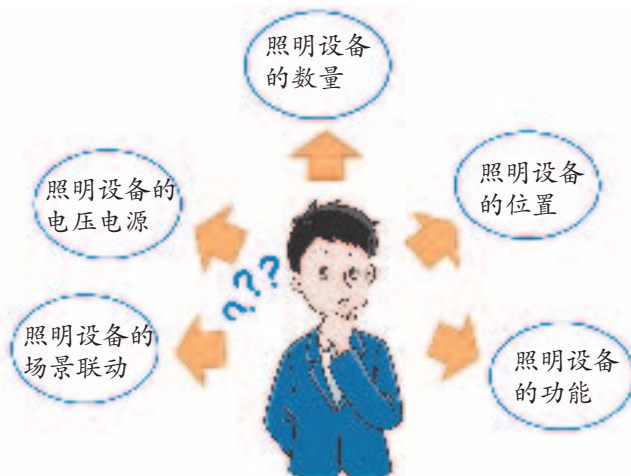 照明设备
的数量
照明设备的
电压电源
照明设备
的位置
???
照明设备的
场景联动
照明设备
的功能